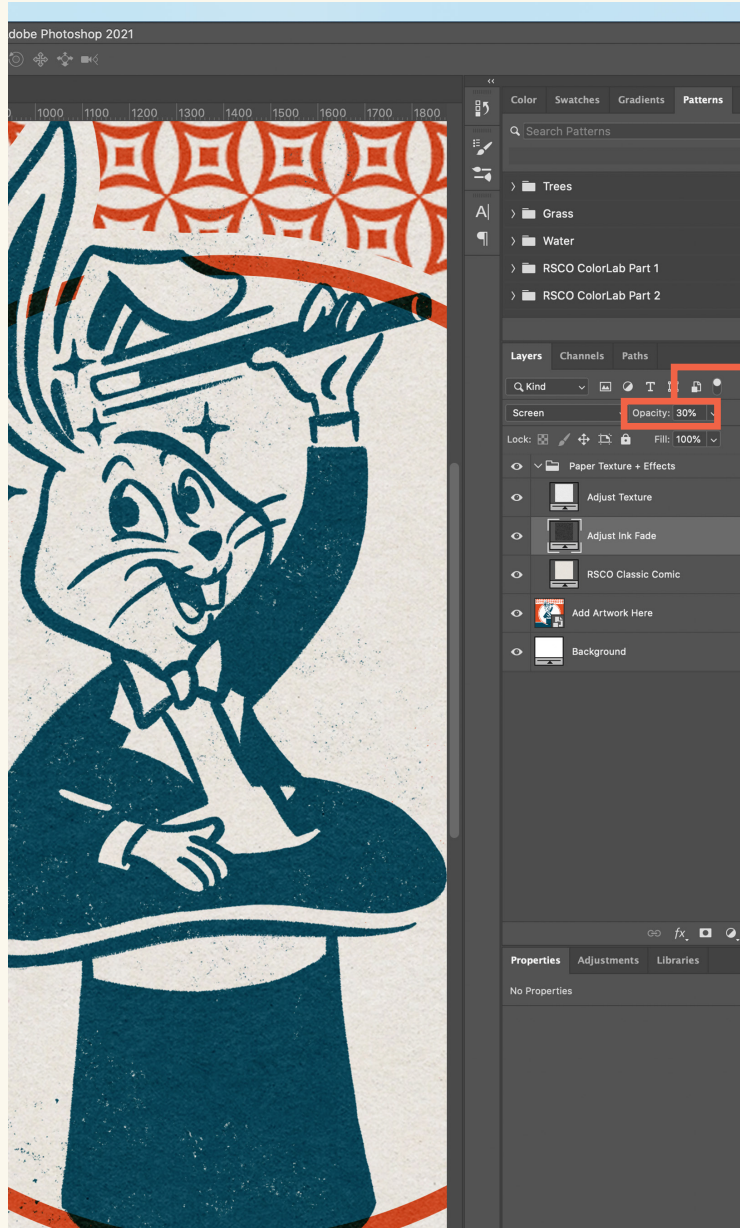 dobe Photoshop 2021
1000 1100 1200 1300 1400 1500 1600 1700 1800
Color Swatches Gradients Patterns
Search Patterns
Trees
Grass
Water
RSCO ColorLab Part 1
RSCO ColorLab Part 2
Layers Channels Paths
Kind
Screen Opacity: 30%
Lock: Fill: 100%
Paper Texture + Effects
Adjust Texture
Adjust Ink Fade
RSCO Classic Comic
Add Artwork Here
Background
fx
Properties Adjustments Libraries
No Properties